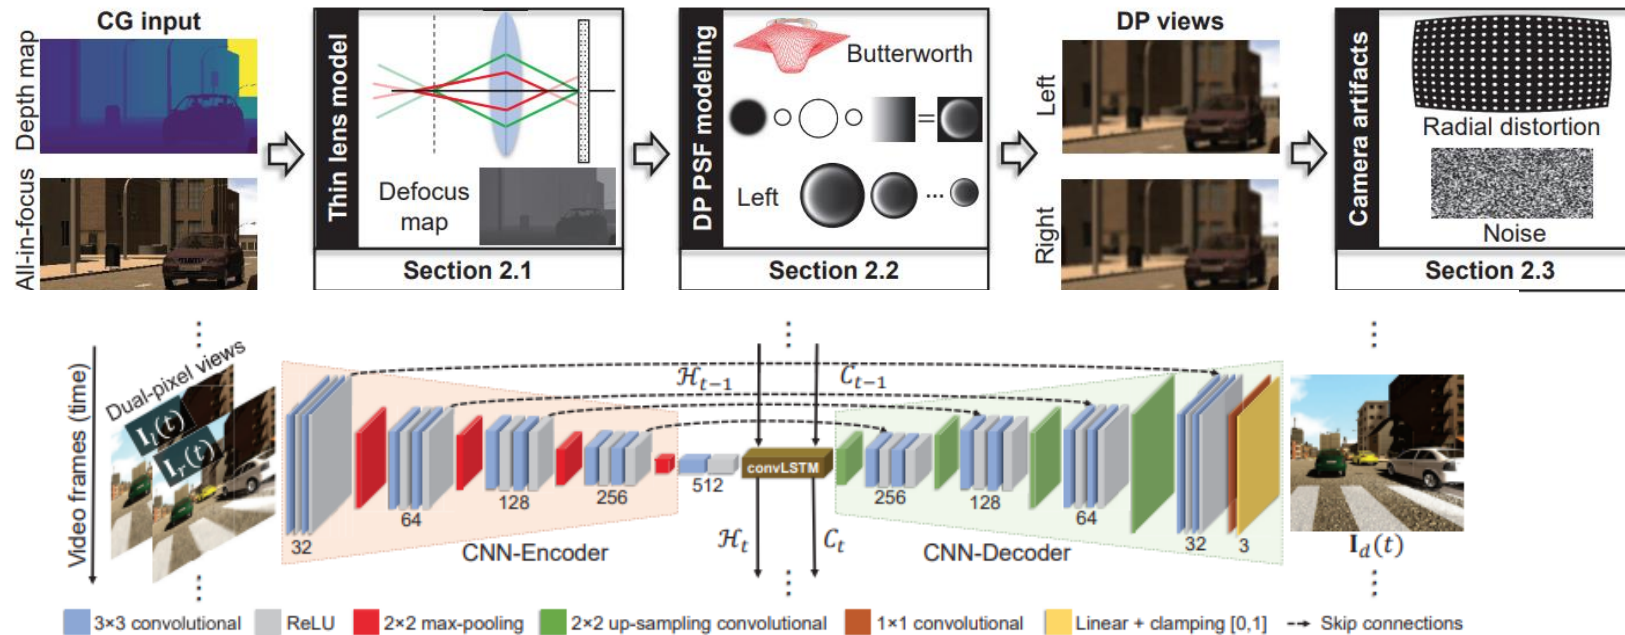 CG input
Depth map
All-in-focus
Thin lens model
Defocus
map
Section 2.1
DP PSF modeling
Butterworth
=
Left
...
Section 2.2
DP views
Left
Right
Camera artifacts
Radial distortion
Noise
Section 2.3
Video frames (time)
Dual-pixel views
I_l(t)
I_r(t)
32
64
128
256
512
CNN-Encoder
ℋ_{t-1}
𝒞_{t-1}
convLSTM
ℋ_t
𝒞_t
256
128
64
32
3
CNN-Decoder
I_d(t)
3×3 convolutional
ReLU
2×2 max-pooling
2×2 up-sampling convolutional
1×1 convolutional
Linear + clamping [0,1]
Skip connections